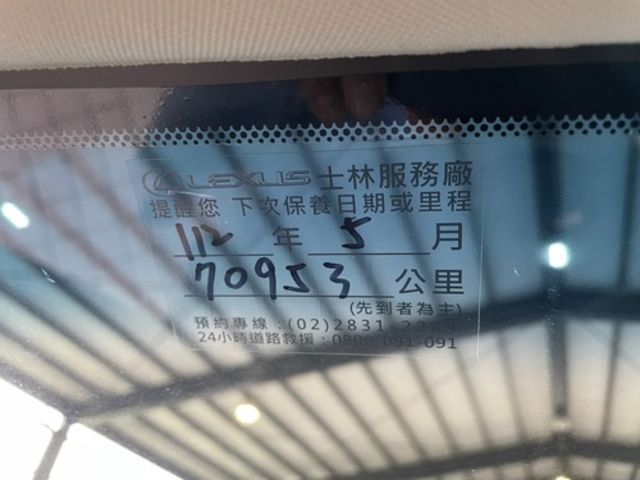 LEXUS 士林服務廠
提醒您 下次保養日期或里程
112 年 5 月
70953 公里
(先到者為主)
預約專線:(02)2831-
24小時道路救援:0800-091-091